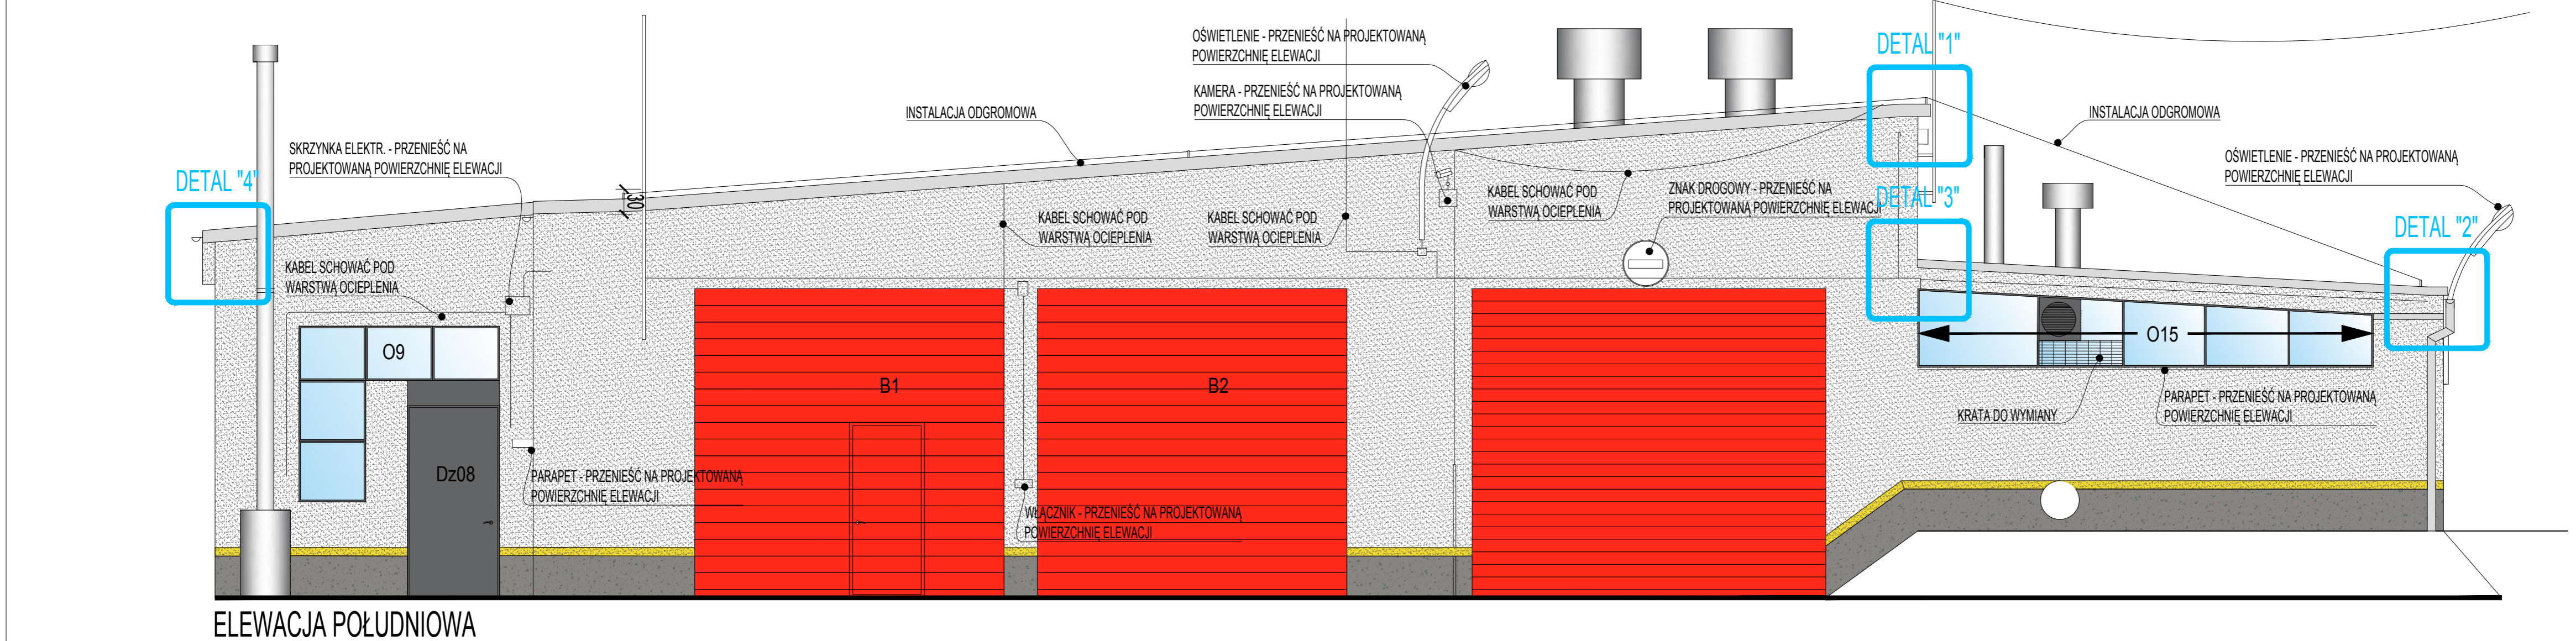 OŚWIETLENIE - PRZENIEŚĆ NA PROJEKTOWANĄ
POWIERZCHNIĘ ELEWACJI
KAMERA - PRZENIEŚĆ NA PROJEKTOWANĄ
POWIERZCHNIĘ ELEWACJI
DETAL "1"
INSTALACJA ODGROMOWA
INSTALACJA ODGROMOWA
SKRZYNKA ELEKTR. - PRZENIEŚĆ NA
PROJEKTOWANĄ POWIERZCHNIĘ ELEWACJI
OŚWIETLENIE - PRZENIEŚĆ NA PROJEKTOWANĄ
POWIERZCHNIĘ ELEWACJI
DETAL "4"
30
KABEL SCHOWAĆ POD
WARSTWĄ OCIEPLENIA
KABEL SCHOWAĆ POD
WARSTWĄ OCIEPLENIA
KABEL SCHOWAĆ POD
WARSTWĄ OCIEPLENIA
ZNAK DROGOWY - PRZENIEŚĆ NA
PROJEKTOWANĄ POWIERZCHNIĘ ELEWACJI
DETAL "3"
DETAL "2"
KABEL SCHOWAĆ POD
WARSTWĄ OCIEPLENIA
O9
O15
B1
B2
PARAPET - PRZENIEŚĆ NA PROJEKTOWANĄ
POWIERZCHNIĘ ELEWACJI
KRATA DO WYMIANY
Dz08
PARAPET - PRZENIEŚĆ NA PROJEKTOWANĄ
POWIERZCHNIĘ ELEWACJI
WŁĄCZNIK - PRZENIEŚĆ NA PROJEKTOWANĄ
POWIERZCHNIĘ ELEWACJI
ELEWACJA POŁUDNIOWA